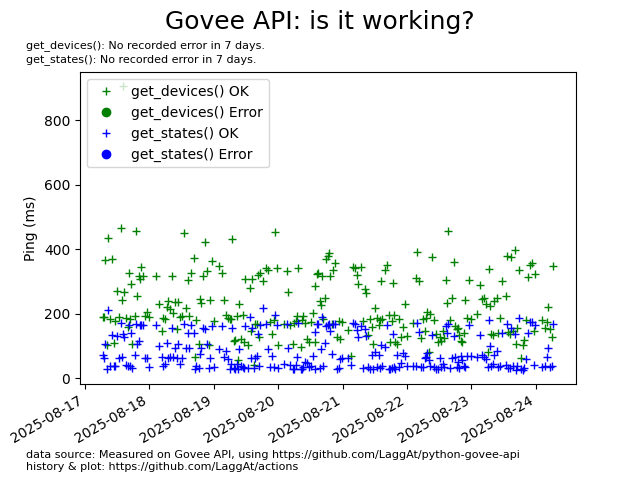 Govee API: is it working?
get_devices(): No recorded error in 7 days.
get_states(): No recorded error in 7 days.
get_devices() OK
get_devices() Error
get_states() OK
get_states() Error
Ping (ms)
800
600
400
200
0
2025-08-17
2025-08-18
2025-08-19
2025-08-20
2025-08-21
2025-08-22
2025-08-23
2025-08-24
data source: Measured on Govee API, using https://github.com/LaggAt/python-govee-api
history & plot: https://github.com/LaggAt/actions